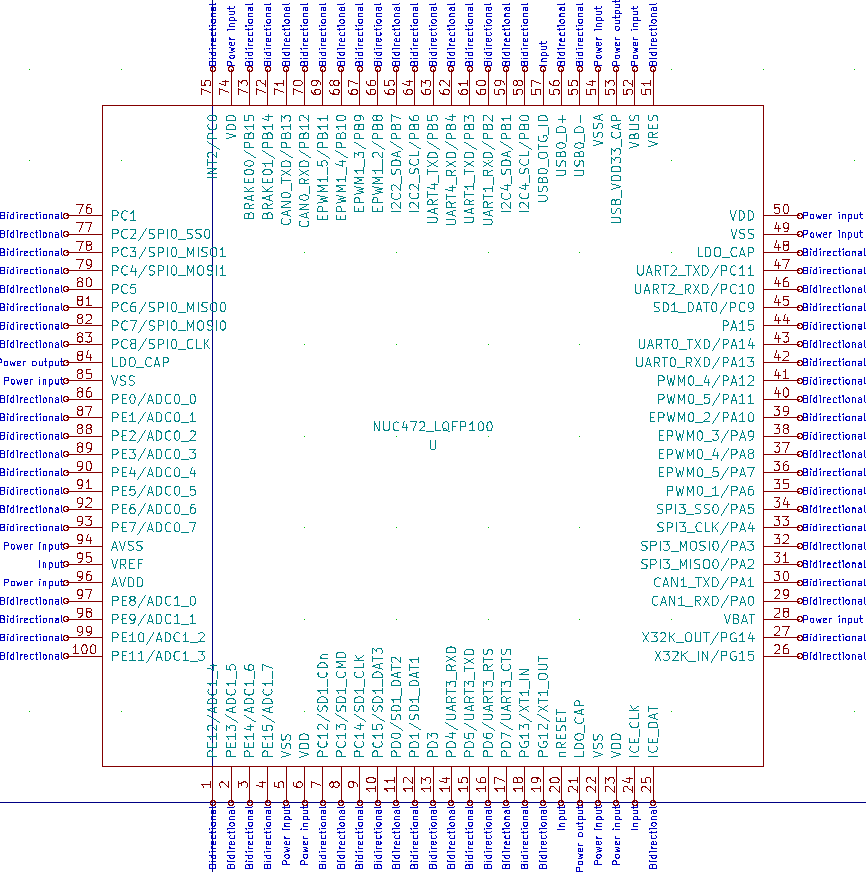 Bidirectional 75 INT2/PC0
Power input 74 VDD
Bidirectional 73 BRAKE00/PB15
Bidirectional 72 BRAKE01/PB14
Bidirectional 71 CAN0_TXD/PB13
Bidirectional 70 CAN0_RXD/PB12
Bidirectional 69 EPWM1_5/PB11
Bidirectional 68 EPWM1_4/PB10
Bidirectional 67 EPWM1_3/PB9
Bidirectional 66 EPWM1_2/PB8
Bidirectional 65 I2C2_SDA/PB7
Bidirectional 64 I2C2_SCL/PB6
Bidirectional 63 UART4_TXD/PB5
Bidirectional 62 UART4_RXD/PB4
Bidirectional 61 UART1_TXD/PB3
Bidirectional 60 UART1_RXD/PB2
Bidirectional 59 I2C4_SDA/PB1
Bidirectional 58 I2C4_SCL/PB0
Input 57 USB0_OTG_ID
Bidirectional 56 USB0_D+
Bidirectional 55 USB0_D-
Power input 54 VSSA
Power output 53 USB_VDD33_CAP
Power input 52 VBUS
Bidirectional 51 VRES
Bidirectional 76 PC1
Bidirectional 77 PC2/SPI0_SS0
Bidirectional 78 PC3/SPI0_MISO1
Bidirectional 79 PC4/SPI0_MOSI1
Bidirectional 80 PC5
Bidirectional 81 PC6/SPI0_MISO0
Bidirectional 82 PC7/SPI0_MOSI0
Bidirectional 83 PC8/SPI0_CLK
Power output 84 LDO_CAP
Power input 85 VSS
Bidirectional 86 PE0/ADC0_0
Bidirectional 87 PE1/ADC0_1
Bidirectional 88 PE2/ADC0_2
Bidirectional 89 PE3/ADC0_3
Bidirectional 90 PE4/ADC0_4
Bidirectional 91 PE5/ADC0_5
Bidirectional 92 PE6/ADC0_6
Bidirectional 93 PE7/ADC0_7
Power input 94 AVSS
Input 95 VREF
Power input 96 AVDD
Bidirectional 97 PE8/ADC1_0
Bidirectional 98 PE9/ADC1_1
Bidirectional 99 PE10/ADC1_2
Bidirectional 100 PE11/ADC1_3
NUC472_LQFP100
U
VDD 50 Power input
VSS 49 Power input
LDO_CAP 48 Bidirectional
UART2_TXD/PC11 47 Bidirectional
UART2_RXD/PC10 46 Bidirectional
SD1_DAT0/PC9 45 Bidirectional
PA15 44 Bidirectional
UART0_TXD/PA14 43 Bidirectional
UART0_RXD/PA13 42 Bidirectional
PWM0_4/PA12 41 Bidirectional
PWM0_5/PA11 40 Bidirectional
EPWM0_2/PA10 39 Bidirectional
EPWM0_3/PA9 38 Bidirectional
EPWM0_4/PA8 37 Bidirectional
EPWM0_5/PA7 36 Bidirectional
PWM0_1/PA6 35 Bidirectional
SPI3_SS0/PA5 34 Bidirectional
SPI3_CLK/PA4 33 Bidirectional
SPI3_MOSI0/PA3 32 Bidirectional
SPI3_MISO0/PA2 31 Bidirectional
CAN1_TXD/PA1 30 Bidirectional
CAN1_RXD/PA0 29 Bidirectional
VBAT 28 Power input
X32K_OUT/PG14 27 Bidirectional
X32K_IN/PG15 26 Bidirectional
PE12/ADC1_4 1 Bidirectional
PE13/ADC1_5 2 Bidirectional
PE14/ADC1_6 3 Bidirectional
PE15/ADC1_7 4 Bidirectional
VSS 5 Power input
VDD 6 Power input
PC12/SD1_CDn 7 Bidirectional
PC13/SD1_CMD 8 Bidirectional
PC14/SD1_CLK 9 Bidirectional
PC15/SD1_DAT3 10 Bidirectional
PD0/SD1_DAT2 11 Bidirectional
PD1/SD1_DAT1 12 Bidirectional
PD3 13 Bidirectional
PD4/UART3_RXD 14 Bidirectional
PD5/UART3_TXD 15 Bidirectional
PD6/UART3_RTS 16 Bidirectional
PD7/UART3_CTS 17 Bidirectional
PG13/XT1_IN 18 Bidirectional
PG12/XT1_OUT 19 Bidirectional
nRESET 20 Input
LDO_CAP 21 Power output
VSS 22 Power input
VDD 23 Power input
ICE_CLK 24 Input
ICE_DAT 25 Bidirectional